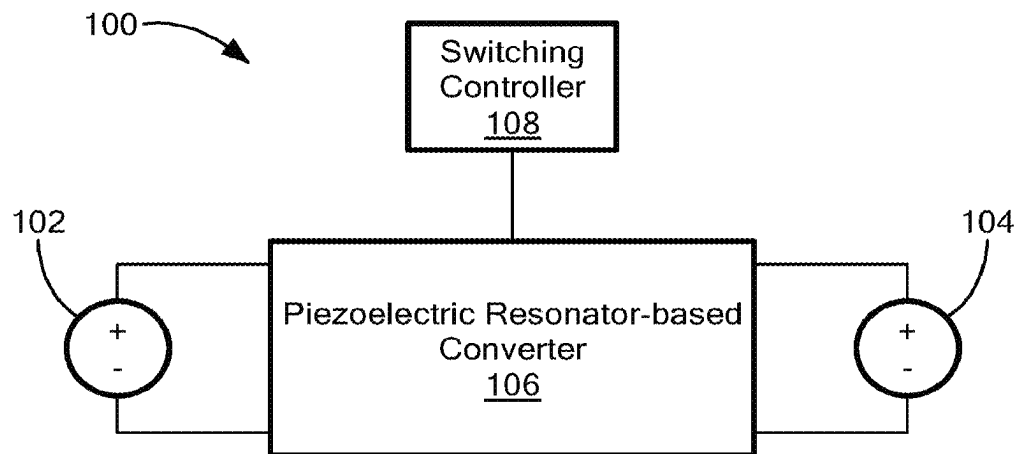 100
Switching
Controller
108
102
104
Piezoelectric Resonator-based
Converter
106
+
-
+
-